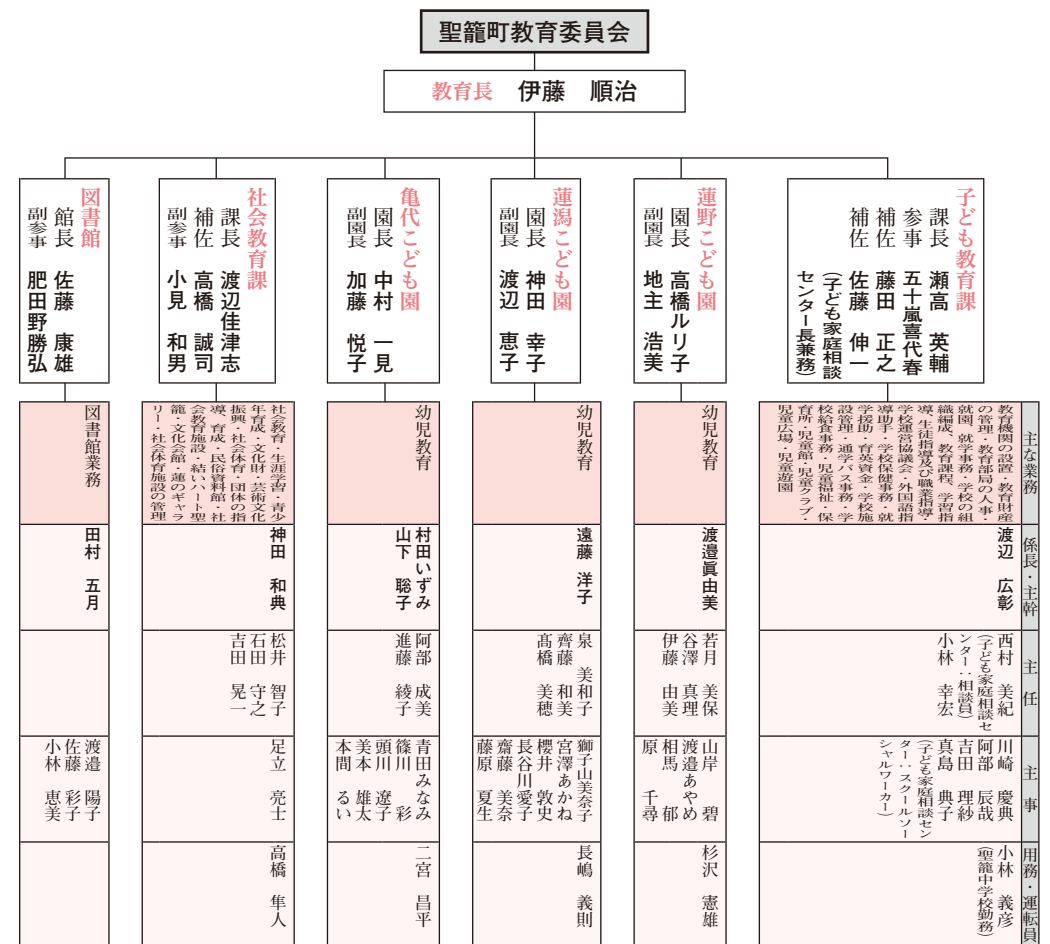 聖籠町教育委員会
教育長 伊藤 順治
子ども教育課
課長 瀬高 英輔
参事 五十嵐喜代春
補佐 藤田 正之
補佐 佐藤 伸一
(子ども家庭相談
センター長兼務)
蓮野こども園
園長 高橋ルリ子
副園長 地主 浩美
蓮潟こども園
園長 神田 幸子
副園長 渡辺 恵子
亀代こども園
園長 中村 一見
副園長 加藤 悦子
社会教育課
課長 渡辺佳津志
補佐 高橋 誠司
副参事 小見 和男
図書館
館長 佐藤 康雄
副参事 肥田野勝弘
主な業務
教育機関の設置・教育財産
の管理・教育部局の人事・
就園、就学事務・学校の組
織編成、教育課程、学習指
導、生徒指導及び職業指導・
学校運営協議会・外国語指
導助手・学校保健事務・就
学援助・育英資金・学校施
設管理・通学バス事務・学
校給食事務・児童福祉・保
育所・児童館・児童クラブ・
児童広場・児童遊園
幼児教育
幼児教育
幼児教育
社会教育・生涯学習・青少
年育成・文化財・芸術文化
振興・社会体育・団体の指
導、育成・民俗資料館・社
会教育施設・結いハート聖
籠・文化会館・蓮のギャラ
リー・社会体育施設の管理
図書館業務
係長・主幹
渡辺 広彰
渡邉眞由美
遠藤 洋子
村田いずみ
山下 聡子
神田 和典
田村 五月
主任
西村 美紀
(子ども家庭相談セ
ンター：相談員)
小林 幸宏
若月 美保
谷澤 真理
伊藤 由美
泉 美和子
齊藤 和美
髙橋 美穂
阿部 成美
進藤 綾子
松井 智子
石田 守之
吉田 晃一
主事
川崎 慶典
阿部 辰哉
吉田 理紗
真島 典子
(子ども家庭相談セン
ター：スクールソー
シャルワーカー)
山岸 碧
渡邉あやめ
相馬 郁
原 千尋
獅子山美奈子
宮澤あかね
櫻井 敦史
長谷川愛子
齋藤 美奈
藤原 夏生
青田みなみ
篠川 彩
頭川 遼子
美本 雄太
本間 るい
足立 亮士
渡邉 陽子
佐藤 彩子
小林 恵美
用務・運転員
小林 義彦
(聖籠中学校勤務)
杉沢 憲雄
長嶋 義則
二宮 昌平
高橋 隼人